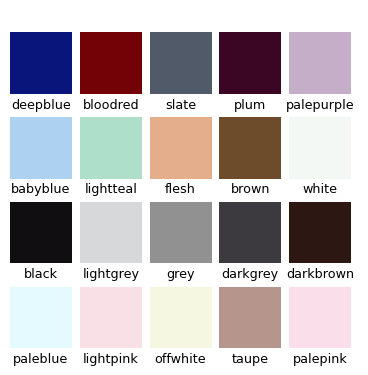 deepblue bloodred slate plum palepurple
babyblue lightteal flesh brown white
black lightgrey grey darkgrey darkbrown
paleblue lightpink offwhite taupe palepink